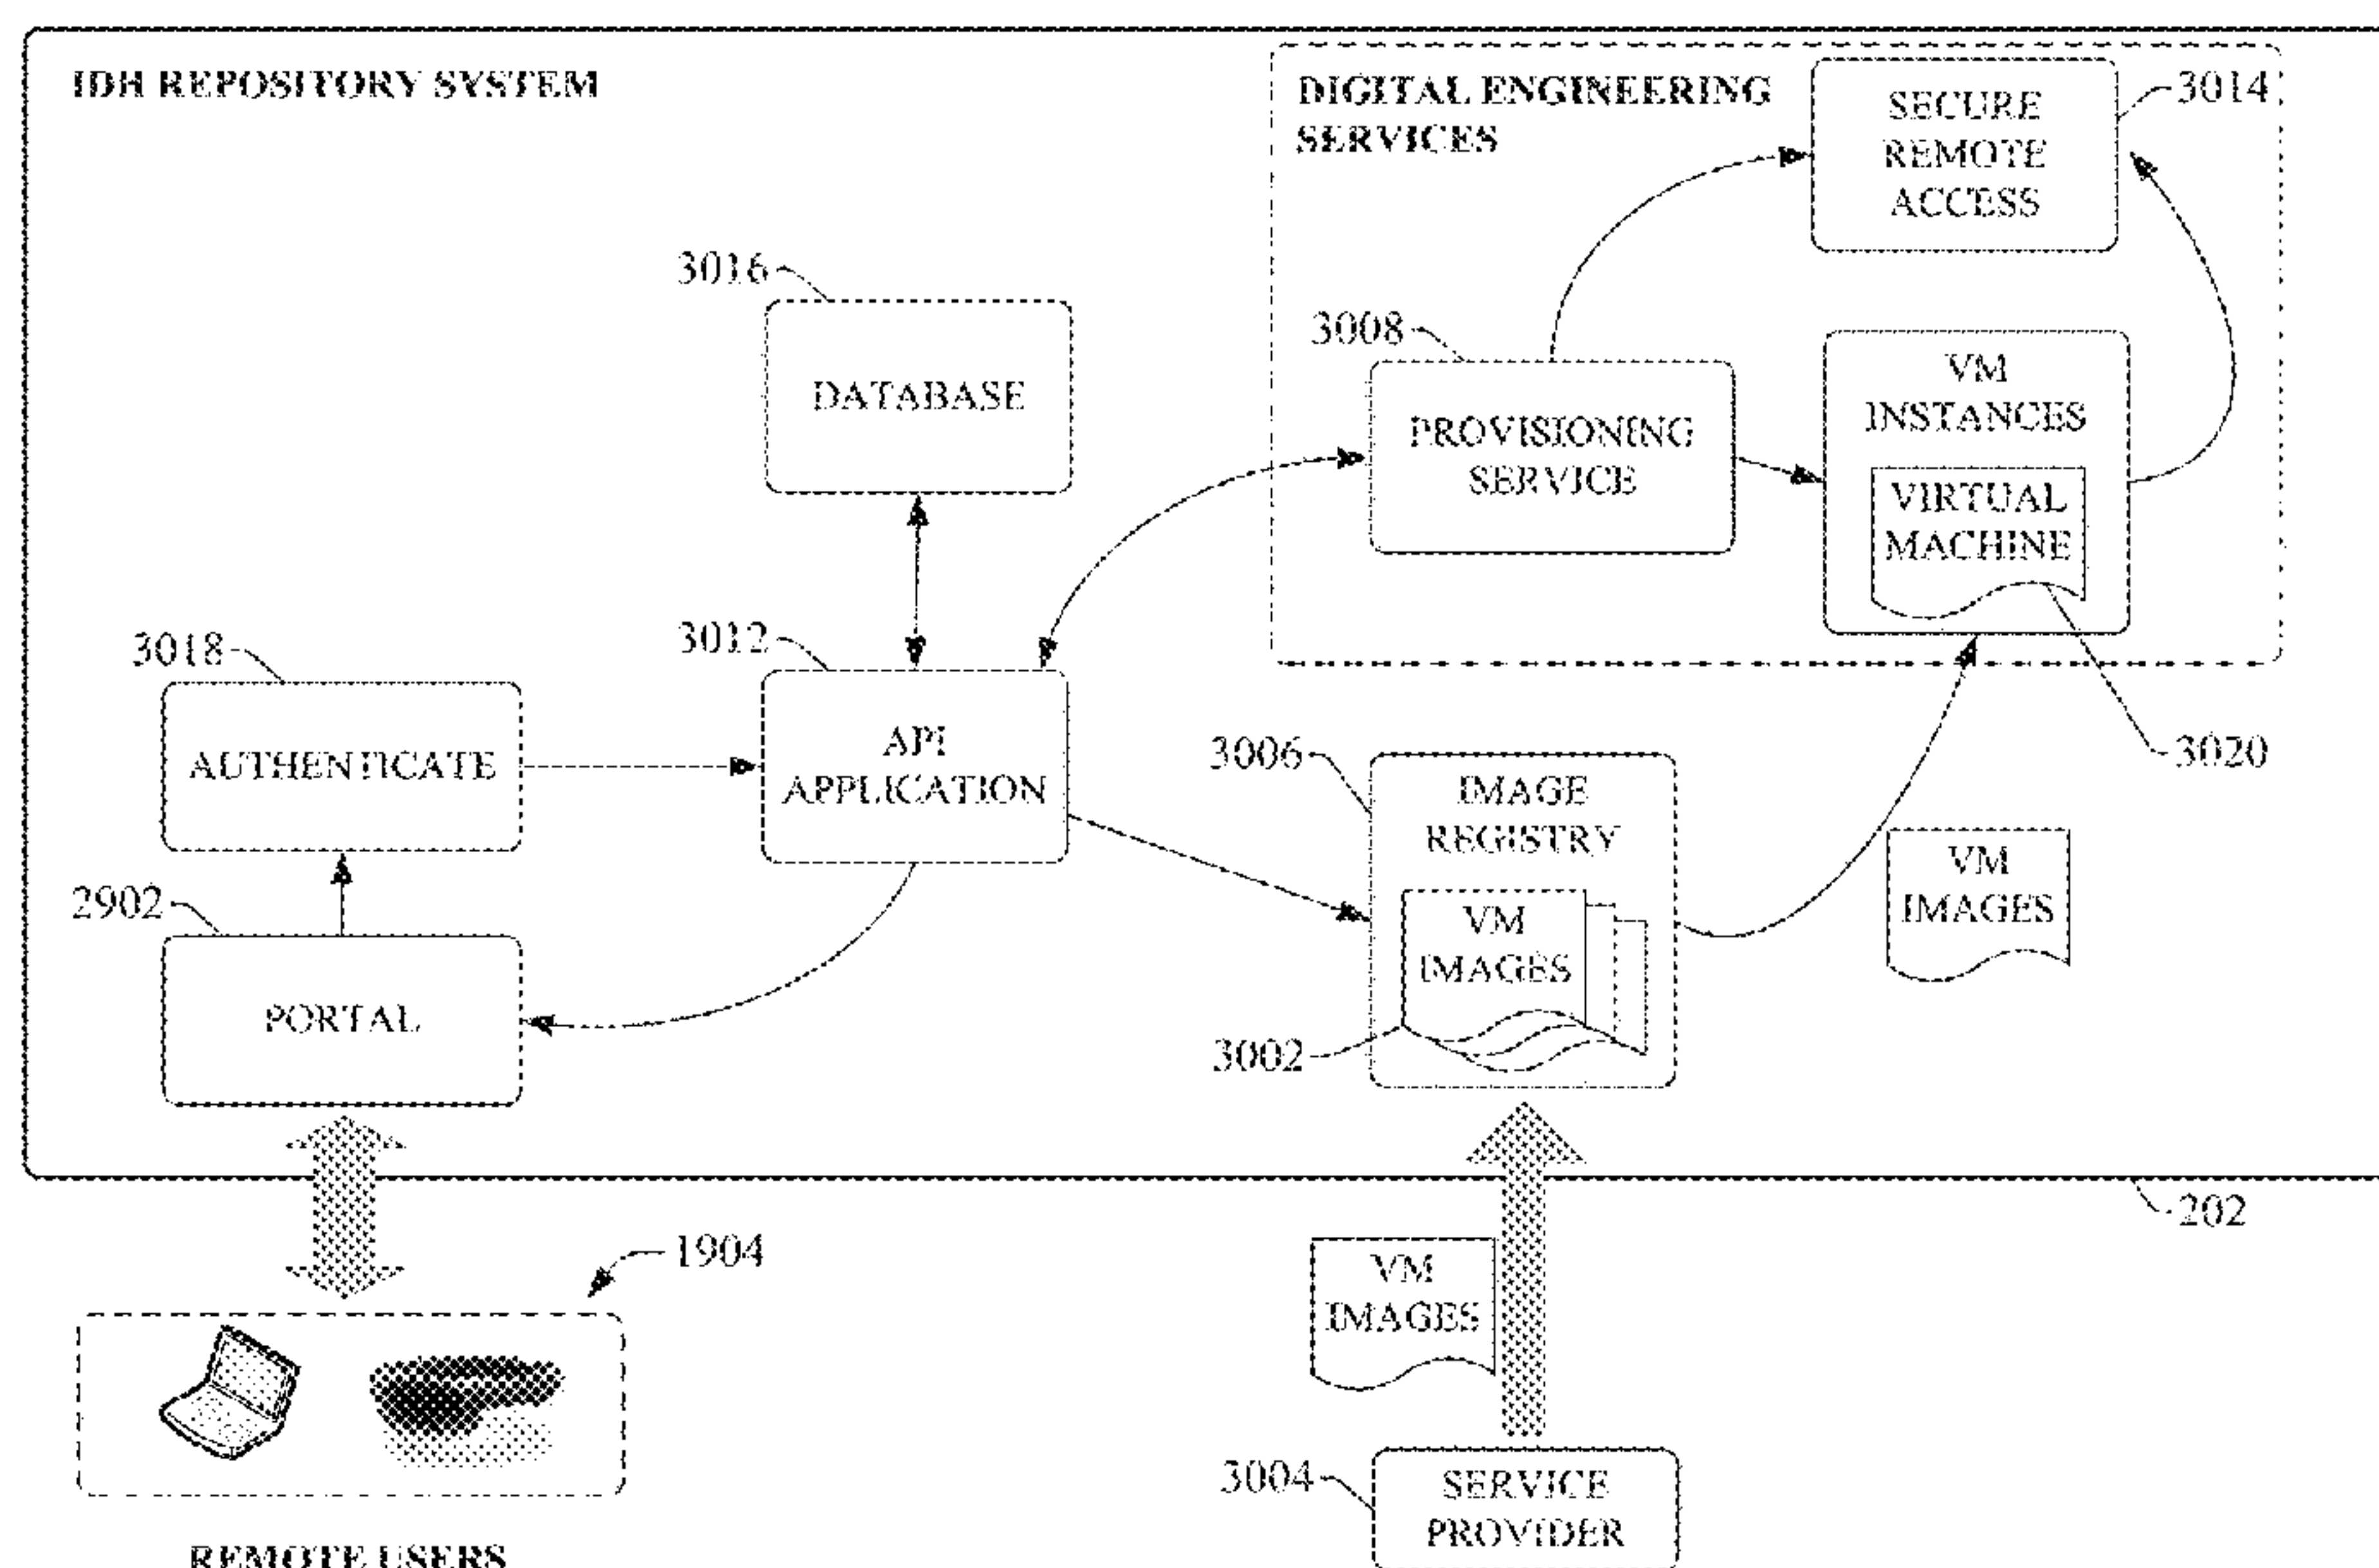 IDH REPOSITORY SYSTEM
DIGITAL ENGINEERING
SERVICES
SECURE
REMOTE
ACCESS
3014
3016
DATABASE
3008
PROVISIONING
SERVICE
VM
INSTANCES
VIRTUAL
MACHINE
3020
3018
AUTHENTICATE
3012
API
APPLICATION
3006
IMAGE
REGISTRY
VM
IMAGES
3002
VM
IMAGES
2902
PORTAL
202
1904
VM
IMAGES
3004
SERVICE
PROVIDER
REMOTE USERS